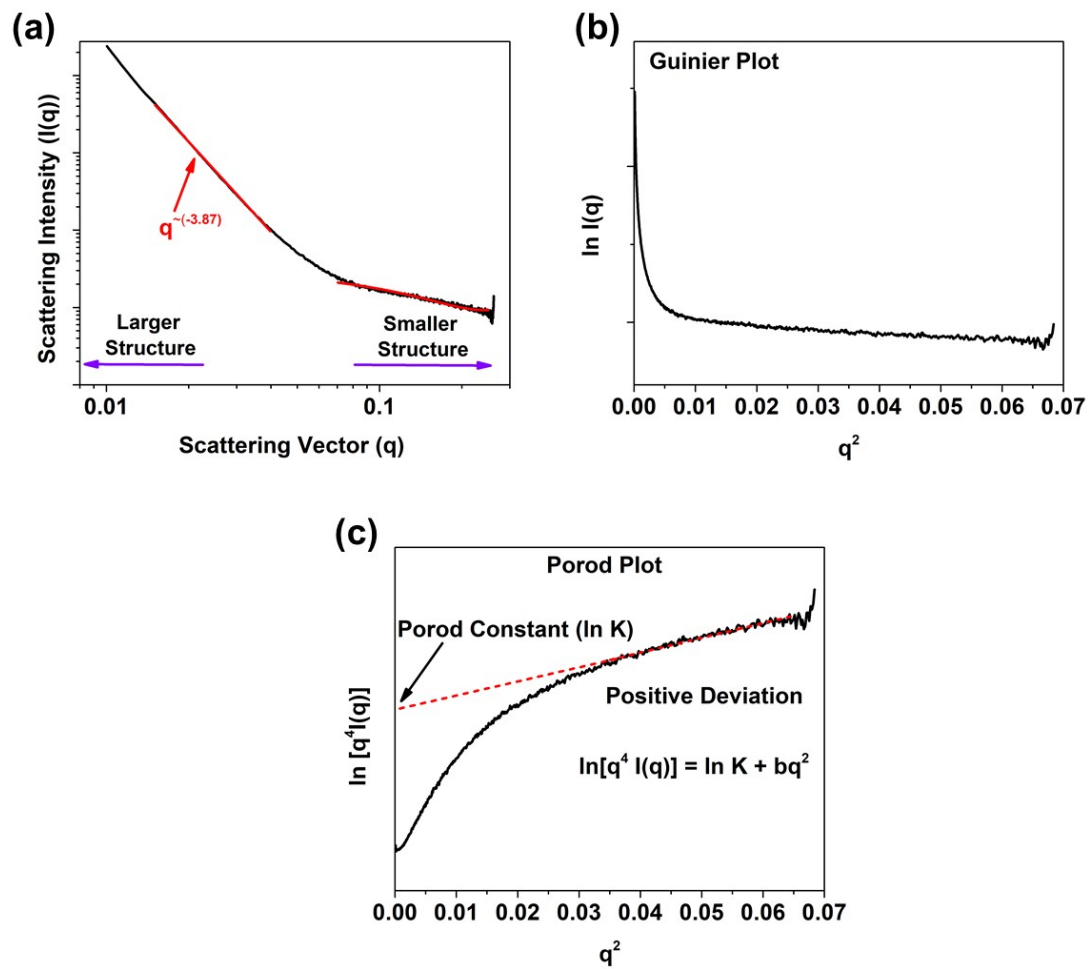 (a)
Scattering Intensity (I(q))
q~(-3.87)
Larger
Structure
Smaller
Structure
0.01
0.1
Scattering Vector (q)
(b)
Guinier Plot
ln I(q)
0.00 0.01 0.02 0.03 0.04 0.05 0.06 0.07
q²
(c)
Porod Plot
Porod Constant (ln K)
ln [q⁴I(q)]
Positive Deviation
ln[q⁴ I(q)] = ln K + bq²
0.00 0.01 0.02 0.03 0.04 0.05 0.06 0.07
q²